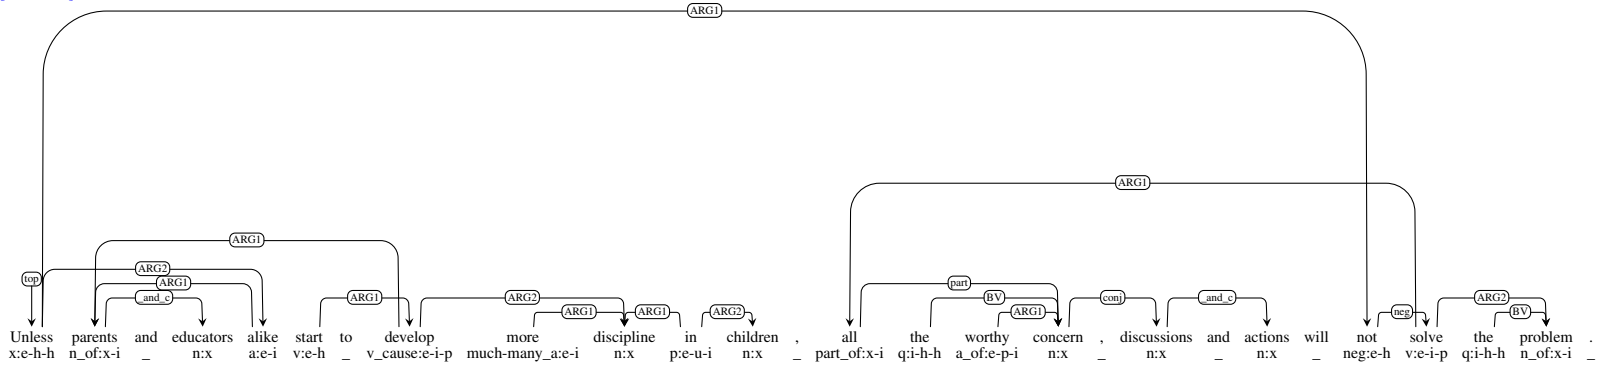 ARG1
ARG1
ARG1
top ARG2
ARG1 part
_and_c ARG1 ARG2 BV conj _and_c ARG2
ARG1 ARG1 ARG2 ARG1 neg BV
Unless parents and educators alike start to develop more discipline in children , all the worthy concern , discussions and actions will not solve the problem .
x:e-h-h n_of:x-i _ n:x a:e-i v:e-h _ v_cause:e-i-p much-many_a:e-i n:x p:e-u-i n:x _ part_of:x-i q:i-h-h a_of:e-p-i n:x _ n:x _ n:x _ neg:e-h v:e-i-p q:i-h-h n_of:x-i _